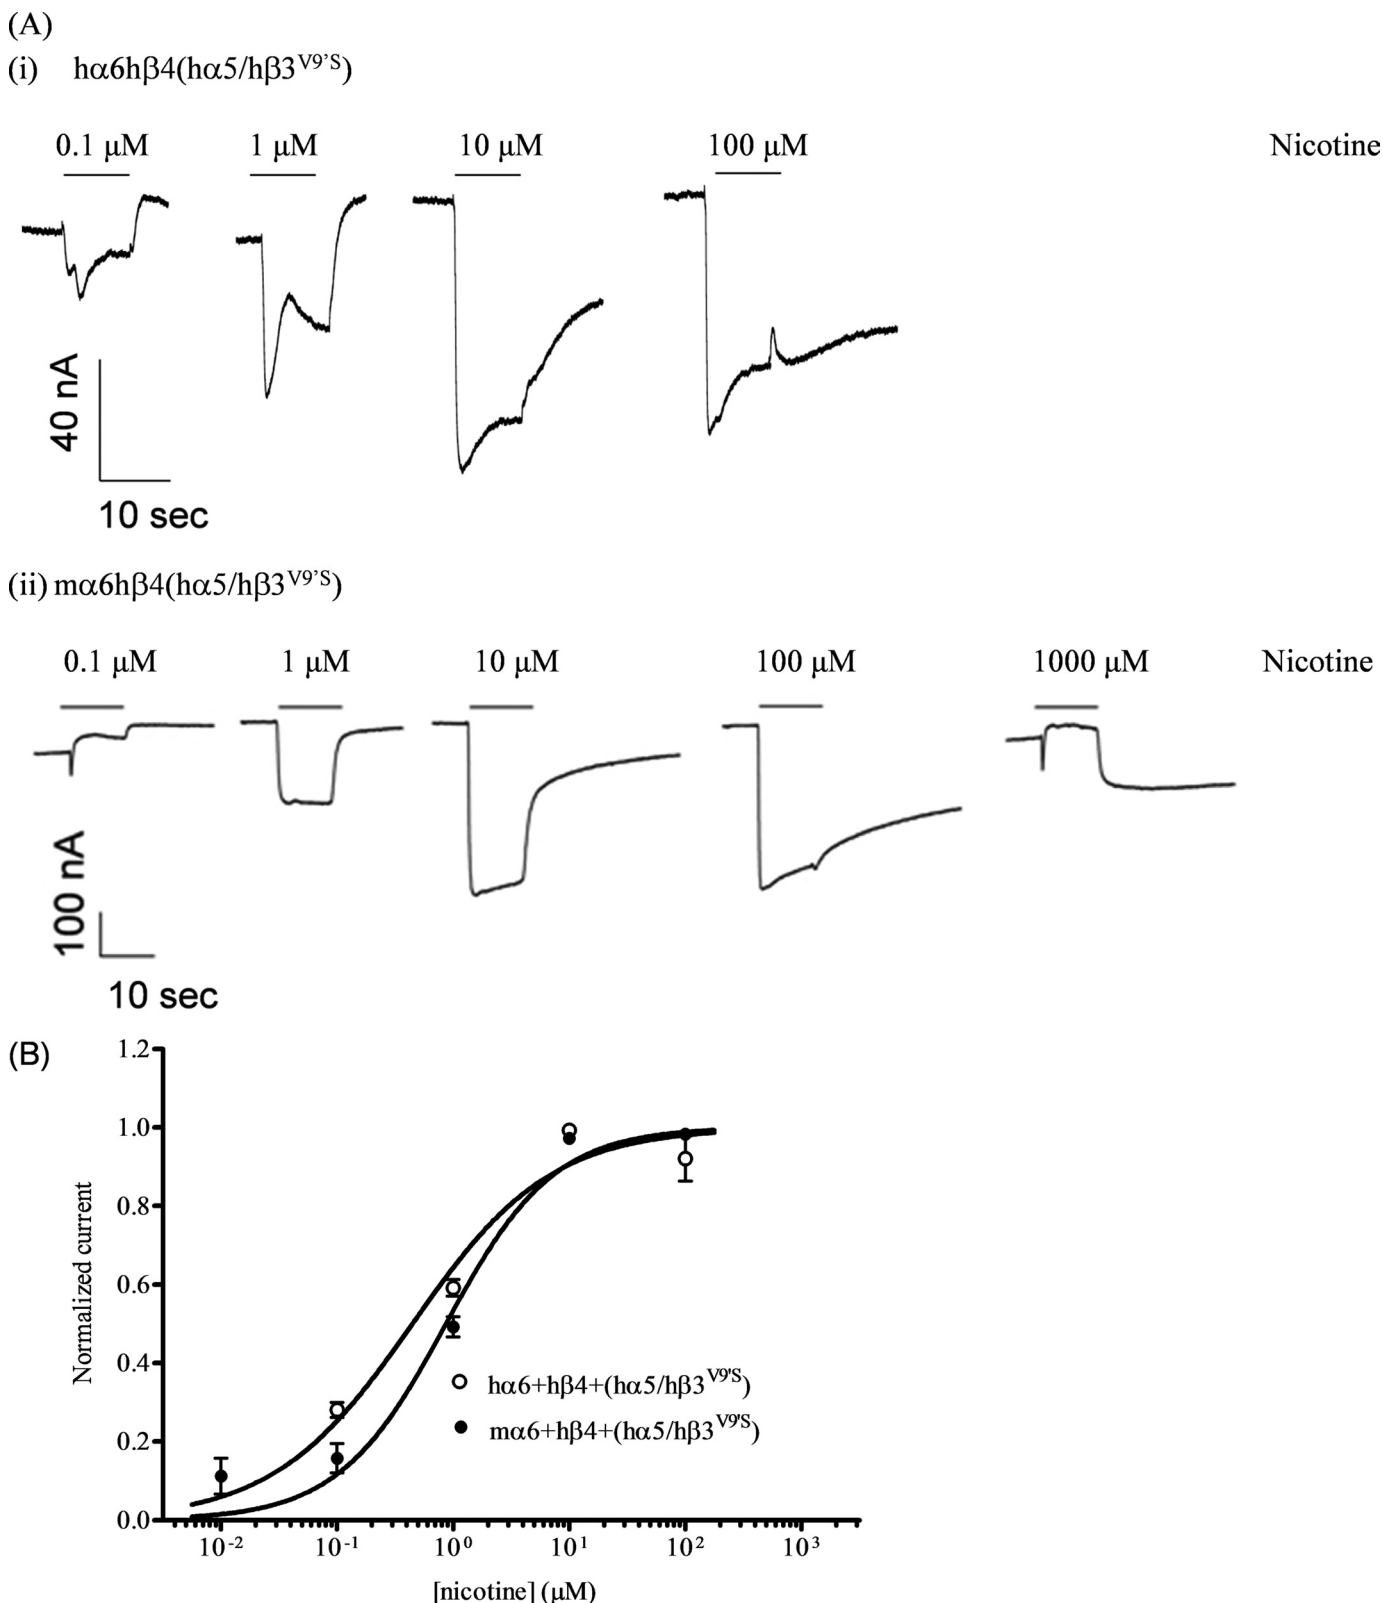 (A)
(i) hα6hβ4(hα5/hβ3V9’S)
0.1 μM 1 μM 10 μM 100 μM Nicotine
40 nA
10 sec
(ii) mα6hβ4(hα5/hβ3V9’S)
0.1 μM 1 μM 10 μM 100 μM 1000 μM Nicotine
100 nA
10 sec
(B)
1.2
1.0
0.8
0.6
0.4
0.2
0.0
Normalized current
hα6+hβ4+(hα5/hβ3V9'S)
mα6+hβ4+(hα5/hβ3V9'S)
10-2 10-1 100 101 102 103
[nicotine] (μM)